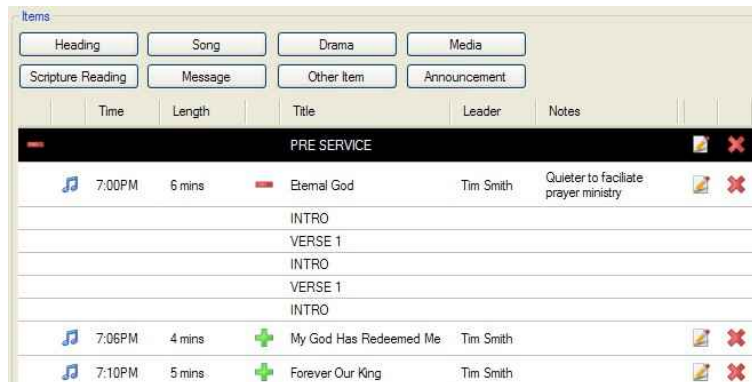 Items
Heading Song Drama Media
Scripture Reading Message Other Item Announcement
Time Length Title Leader Notes
PRE SERVICE
7:00PM 6 mins Eternal God Tim Smith Quieter to faciliate
prayer ministry
INTRO
VERSE 1
INTRO
VERSE 1
INTRO
7:06PM 4 mins My God Has Redeemed Me Tim Smith
7:10PM 5 mins Forever Our King Tim Smith